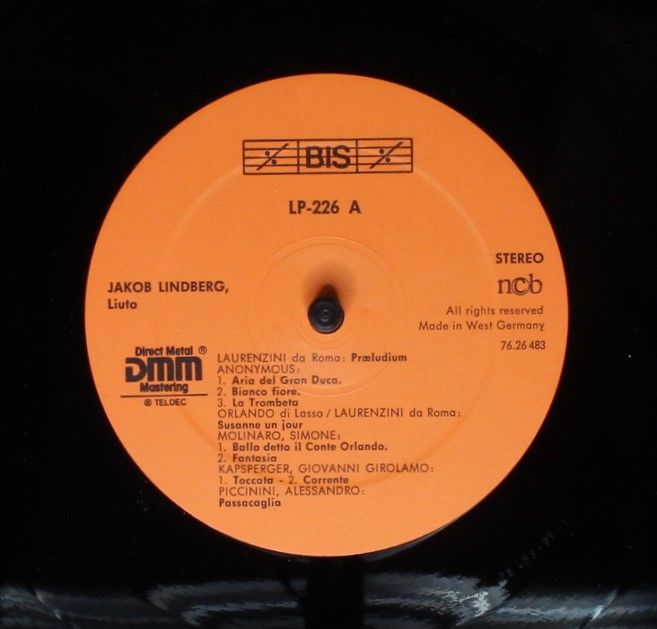 BIS
LP-226 A
STEREO
ncb
JAKOB LINDBERG,
Liuto
All rights reserved
Made in West Germany
76.26 483
Direct Metal ®
DMM
Mastering
® TELDEC
LAURENZINI da Roma: Præludium
ANONYMOUS:
1. Aria del Gran Duca.
2. Bianco fiore.
3. La Trombeta
ORLANDO di Lasso/LAURENZINI da Roma:
Susanne un jour
MOLINARO, SIMONE:
1. Ballo detto il Conte Orlando.
2. Fantasia
KAPSPERGER, GIOVANNI GIROLAMO:
1. Toccata - 2. Corrente
PICCININI, ALESSANDRO:
Passacaglia